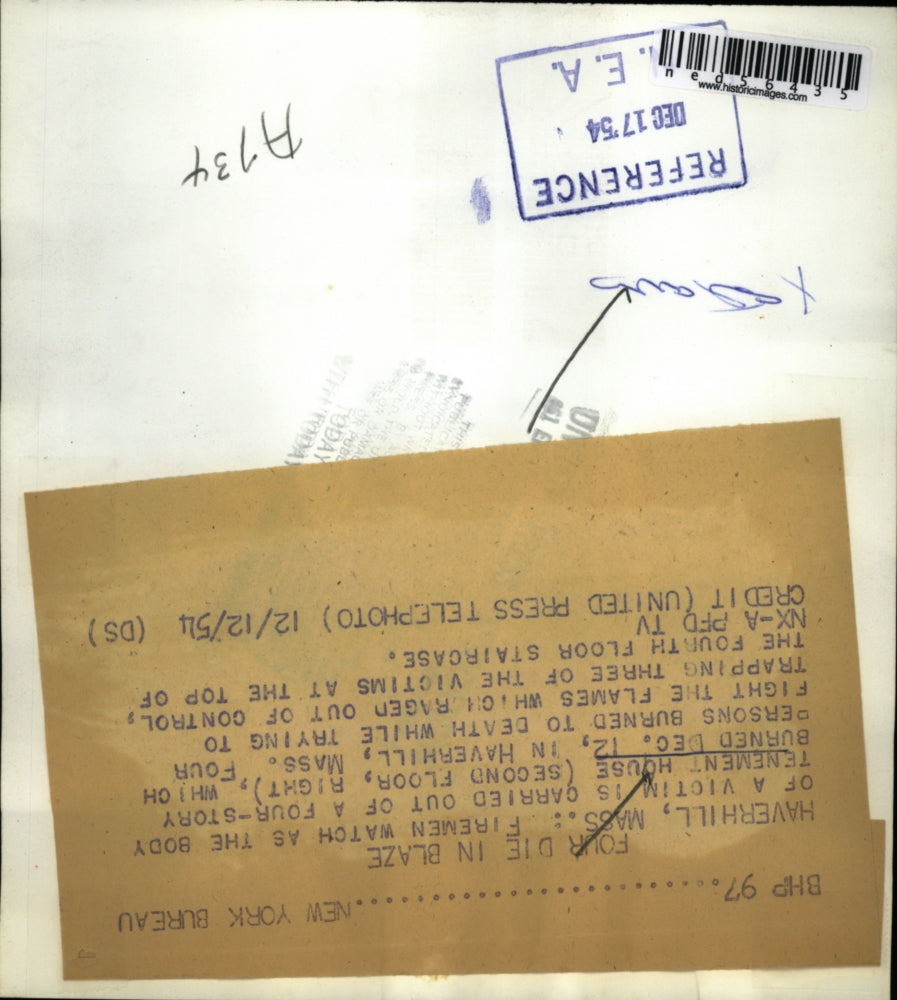 BHP 97....................NEW YORK BUREAU
FOUR DIE IN BLAZE
HAVERHILL, MASS.: FIREMEN WATCH AS THE BODY
OF A VICTIM IS CARRIED OUT OF A FOUR-STORY
TENEMENT HOUSE (SECOND FLOOR, RIGHT), WHICH
BURNED DEC. 12, IN HAVERHILL, MASS. FOUR
PERSONS BURNED TO DEATH WHILE TRYING TO
FIGHT THE FLAMES WHICH RAGED OUT OF CONTROL,
TRAPPING THREE OF THE VICTIMS AT THE TOP OF
THE FOURTH FLOOR STAIRCASE.
NX-A PFD TV
CREDIT (UNITED PRESS TELEPHOTO) 12/12/54 (DS)
TODAY
REFERENCE
DEC 17 '54
E. A.
A734
ned56435
www.historicimages.com